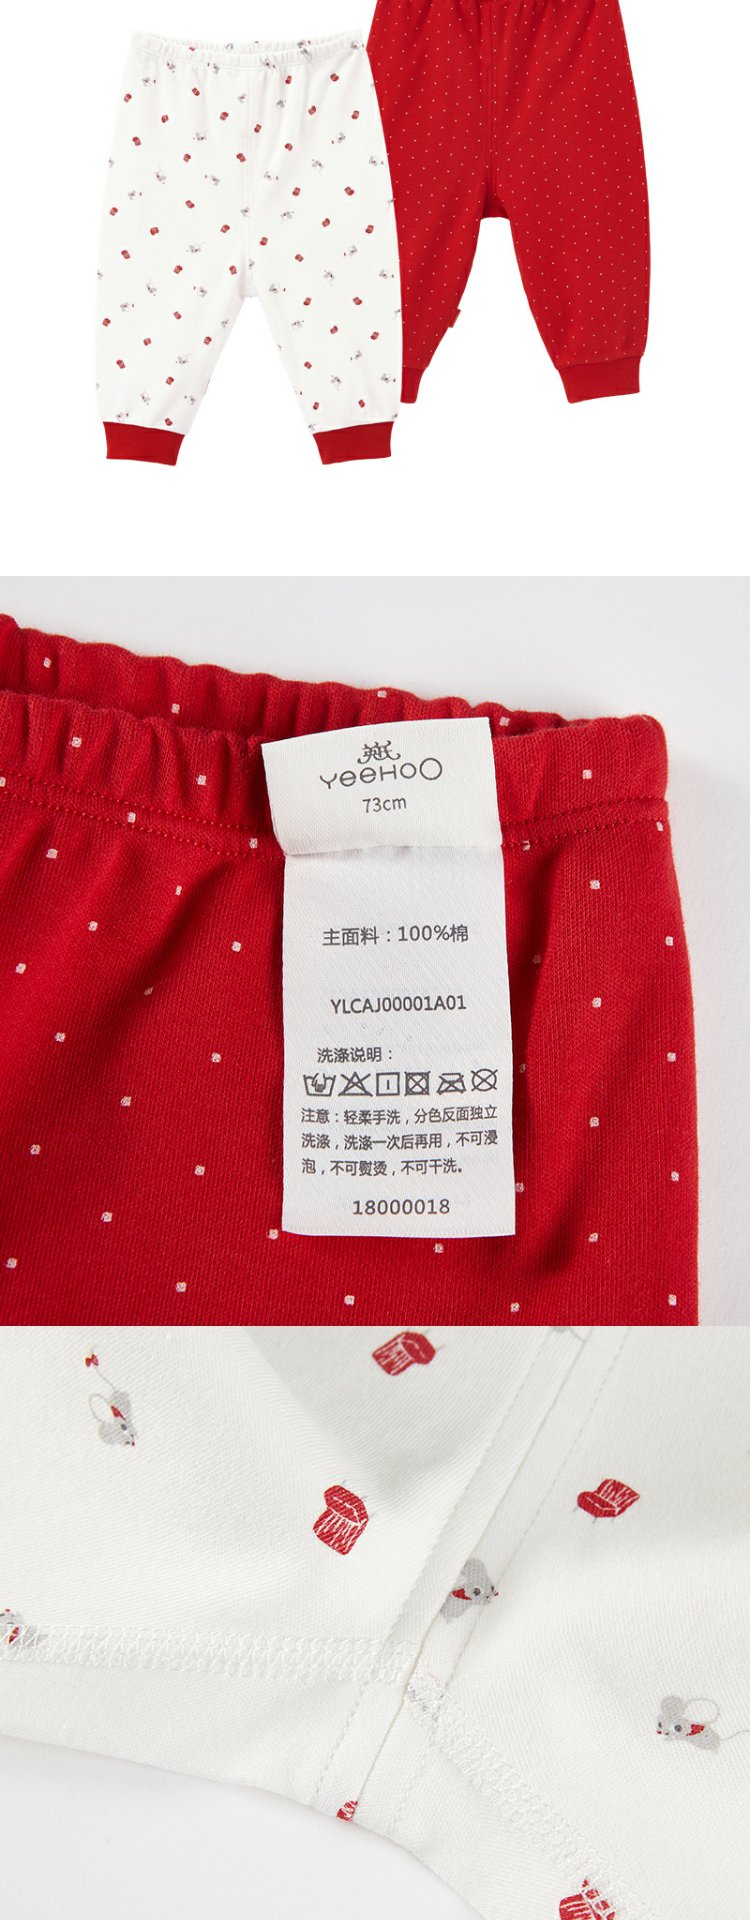 英氏
YeeHoO
73cm
主面料：100%棉
YLCAJ00001A01
洗涤说明：
注意：轻柔手洗，分色反面独立
洗涤，洗涤一次后再用，不可浸
泡，不可熨烫，不可干洗。
18000018